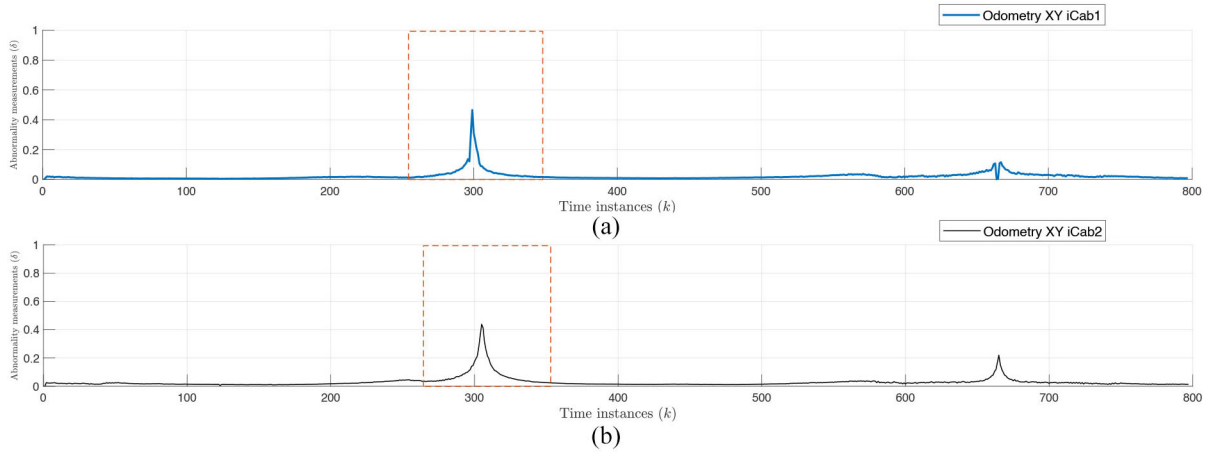 Odometry XY iCab1
Abnormality measurements (δ)
1
0.8
0.6
0.4
0.2
0
0 100 200 300 400 500 600 700 800
Time instances (k)
(a)
Odometry XY iCab2
Abnormality measurements (δ)
1
0.8
0.6
0.4
0.2
0
0 100 200 300 400 500 600 700 800
Time instances (k)
(b)